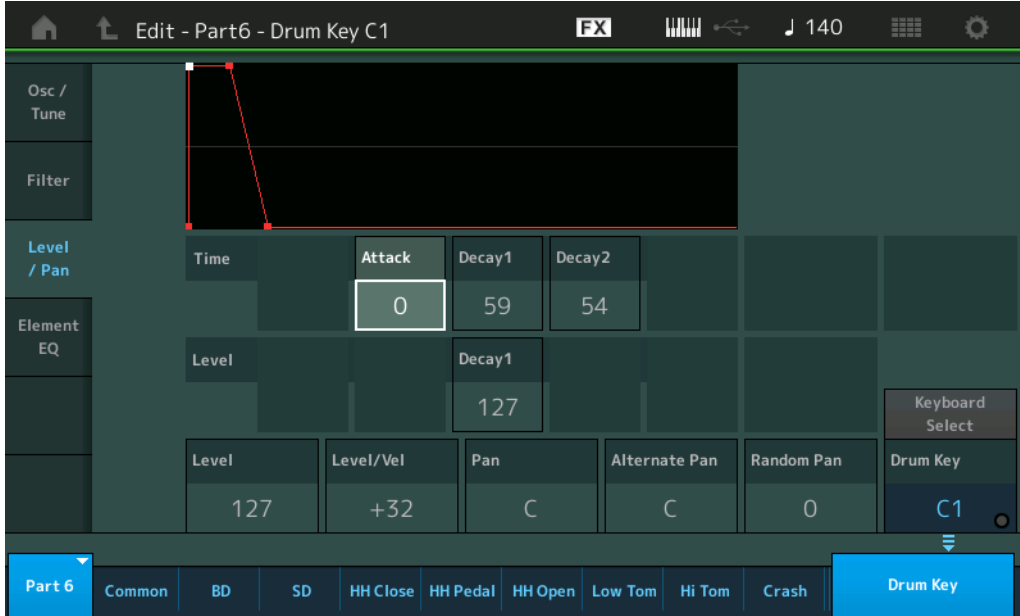 Edit - Part6 - Drum Key C1
FX
140
Osc /
Tune
Filter
Level
/ Pan
Element
EQ
Time
Attack
Decay1
Decay2
0
59
54
Level
Decay1
127
Keyboard
Select
Level
Level/Vel
Pan
Alternate Pan
Random Pan
Drum Key
127
+32
C
C
0
C1
Part 6
Common
BD
SD
HH Close
HH Pedal
HH Open
Low Tom
Hi Tom
Crash
Drum Key